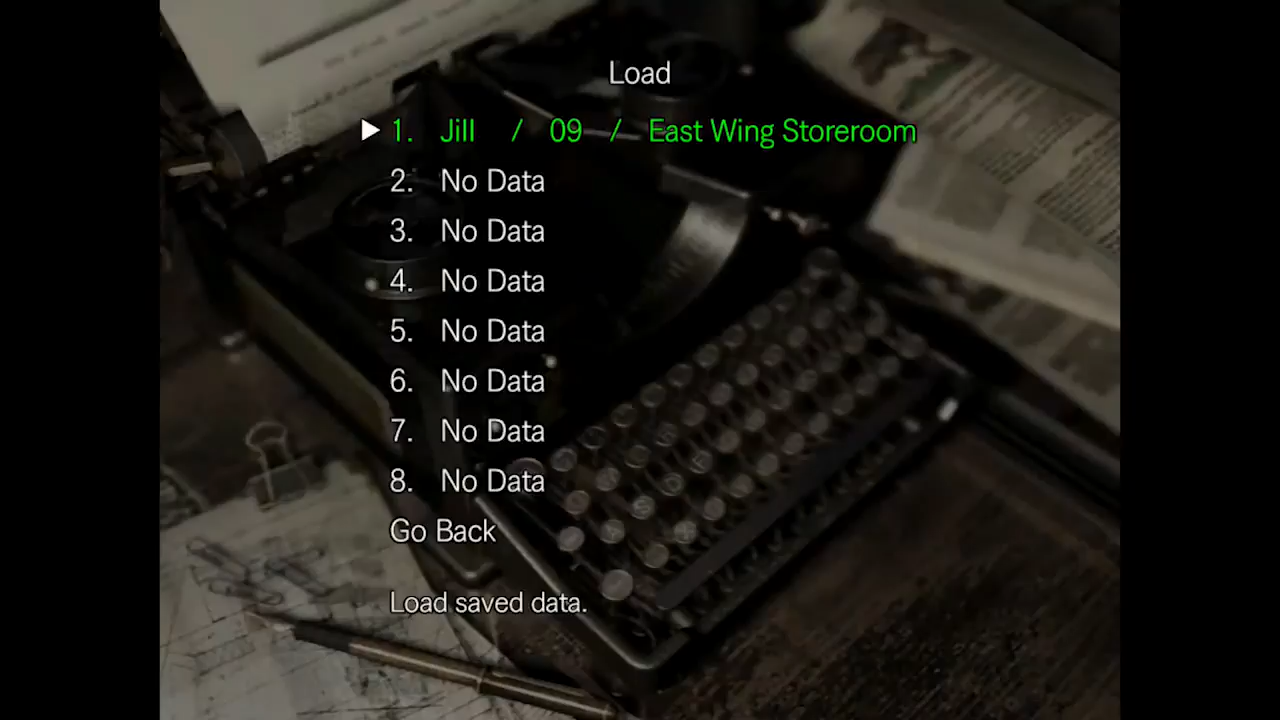 Load
1. Jill / 09 / East Wing Storeroom
2. No Data
3. No Data
4. No Data
5. No Data
6. No Data
7. No Data
8. No Data
Go Back
Load saved data.